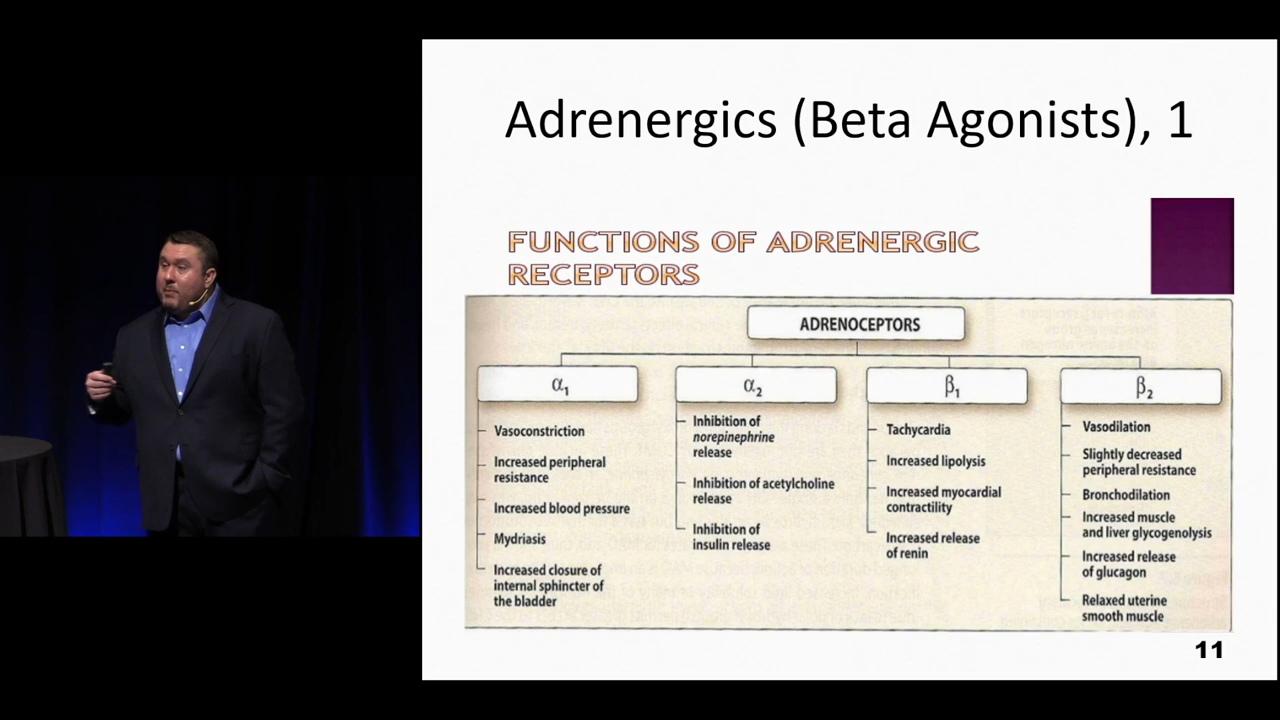 Adrenergics (Beta Agonists), 1
FUNCTIONS OF ADRENERGIC
RECEPTORS
ADRENOCEPTORS
α1
Vasoconstriction
Increased peripheral
resistance
Increased blood pressure
Mydriasis
Increased closure of
internal sphincter of
the bladder
α2
Inhibition of
norepinephrine
release
Inhibition of acetylcholine
release
Inhibition of
insulin release
β1
Tachycardia
Increased lipolysis
Increased myocardial
contractility
Increased release
of renin
β2
Vasodilation
Slightly decreased
peripheral resistance
Bronchodilation
Increased muscle
and liver glycogenolysis
Increased release
of glucagon
Relaxed uterine
smooth muscle
11